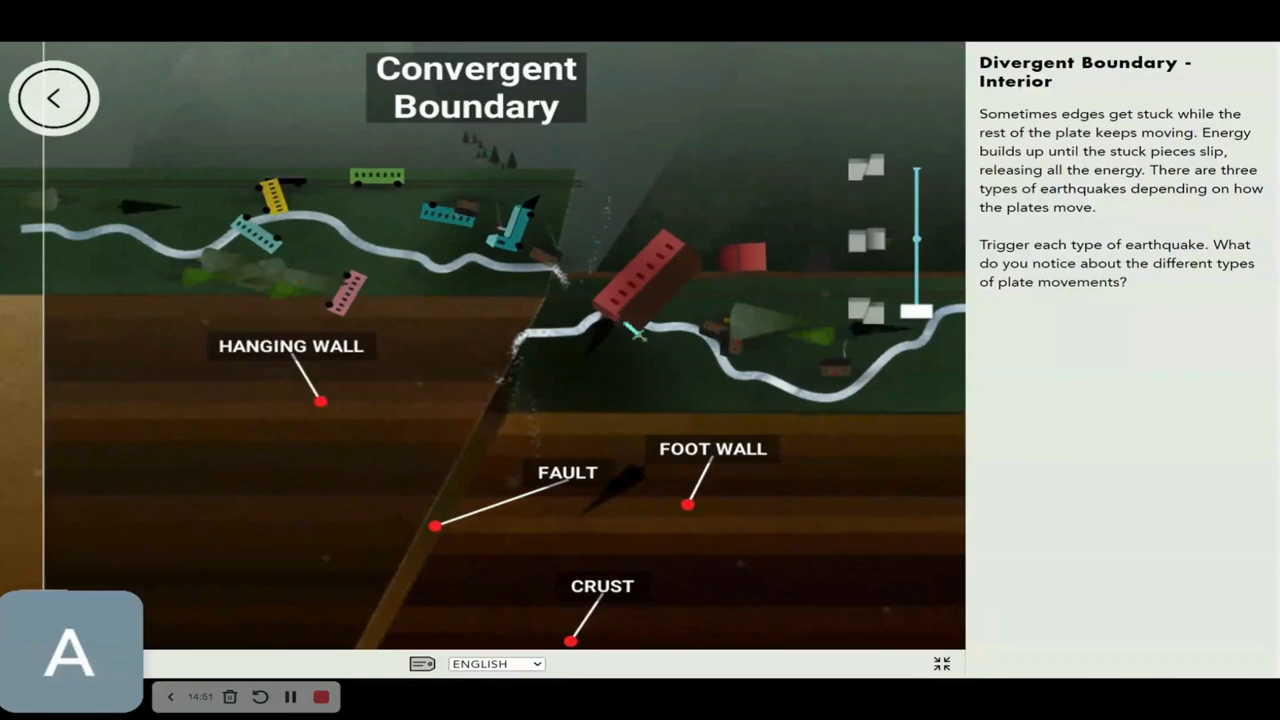 Convergent
Boundary
HANGING WALL
FOOT WALL
FAULT
CRUST
Divergent Boundary -
Interior
Sometimes edges get stuck while the
rest of the plate keeps moving. Energy
builds up until the stuck pieces slip,
releasing all the energy. There are three
types of earthquakes depending on how
the plates move.
Trigger each type of earthquake. What
do you notice about the different types
of plate movements?
ENGLISH
A
14:51